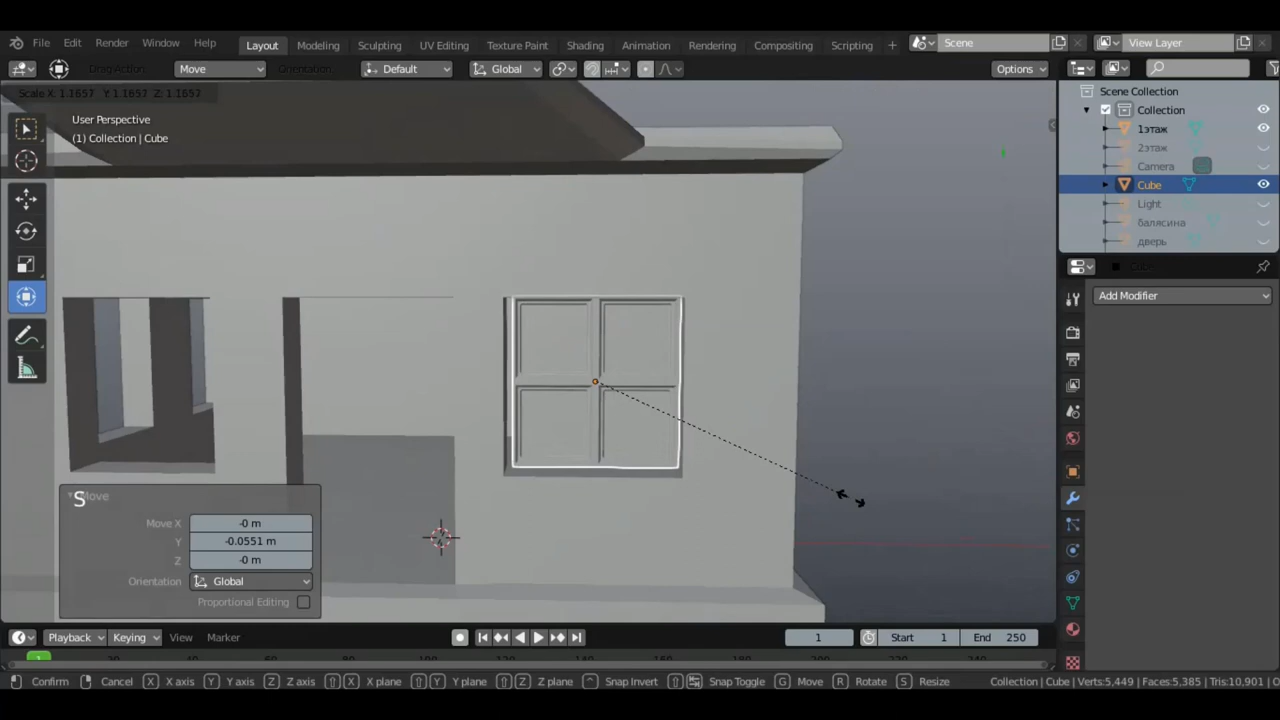 File Edit Render Window Help Layout Modeling Sculpting UV Editing Texture Paint Shading Animation Rendering Compositing Scripting + Scene View Layer
Drag Action Move Orientation: Default Global Options
Scale X: 1.1657 Y: 1.1657 Z: 1.1657
User Perspective
(1) Collection | Cube
Scene Collection
Collection
1этаж
2этаж
Camera
Cube
Light
балясина
дверь
Cube
Add Modifier
S
Move
Move X -0 m
Y -0.0551 m
Z -0 m
Orientation Global
Proportional Editing
Playback Keying View Marker 1 Start 1 End 250
1
Confirm Cancel X X axis Y Y axis Z Z axis X X plane Y Y plane Z Z plane Snap Invert Snap Toggle G Move R Rotate S Resize Collection | Cube | Verts:5,449 | Faces:5,385 | Tris:10,901